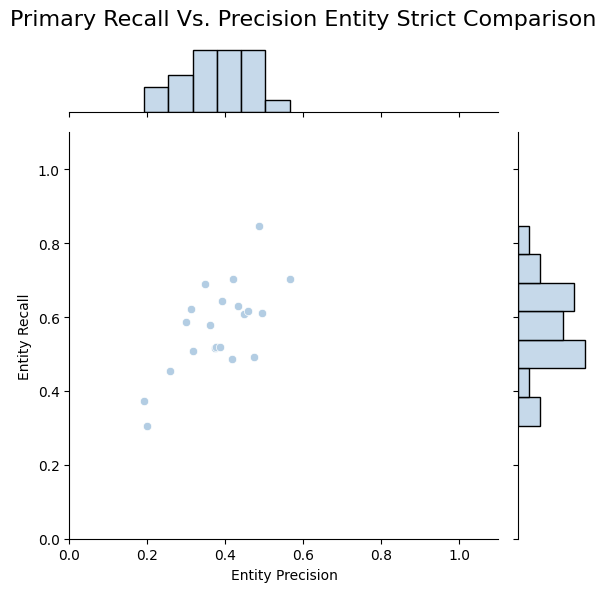 Primary Recall Vs. Precision Entity Strict Comparison
1.0
0.8
0.6
0.4
0.2
0.0
Entity Recall
0.0 0.2 0.4 0.6 0.8 1.0
Entity Precision